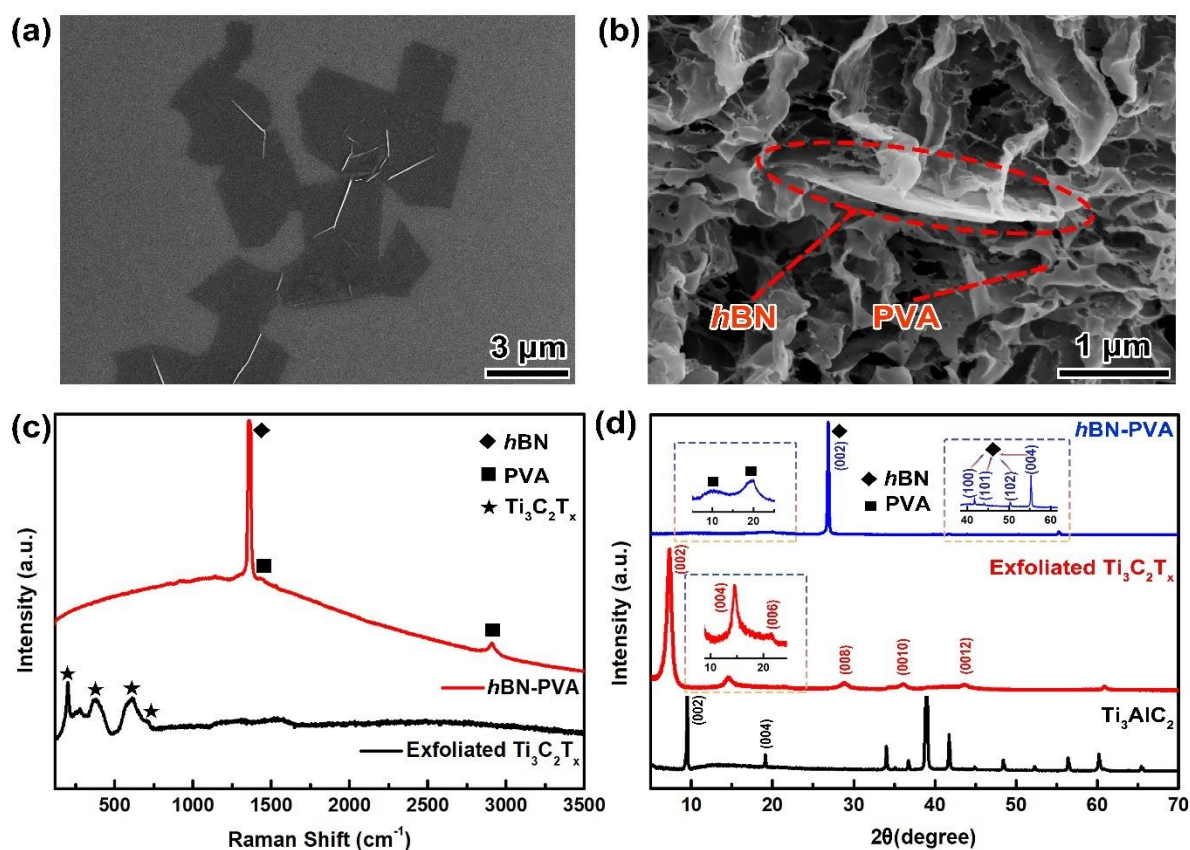 (a)
3 μm
(b)
hBN
PVA
1 μm
(c)
◆ hBN
■ PVA
★ Ti₃C₂Tₓ
hBN-PVA
Exfoliated Ti₃C₂Tₓ
Intensity (a.u.)
500 1000 1500 2000 2500 3000 3500
Raman Shift (cm⁻¹)
(d)
hBN-PVA
(002)
◆ hBN
■ PVA
10 20
(100)
(101)
(102)
(004)
40 50 60
Exfoliated Ti₃C₂Tₓ
(002)
(004)
(006)
10 20
(008)
(0010)
(0012)
Ti₃AlC₂
(002)
(004)
Intensity (a.u.)
10 20 30 40 50 60 70
2θ(degree)